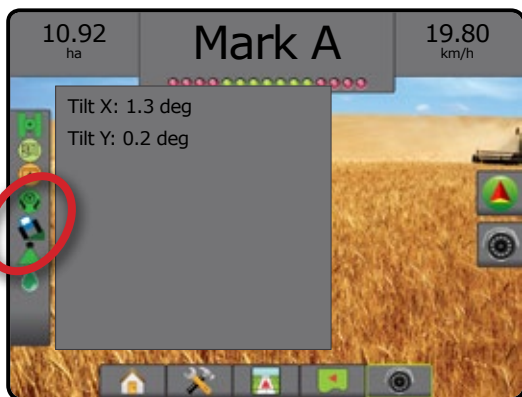 10.92
ha
Mark A
19.80
km/h
Tilt X: 1.3 deg
Tilt Y: 0.2 deg